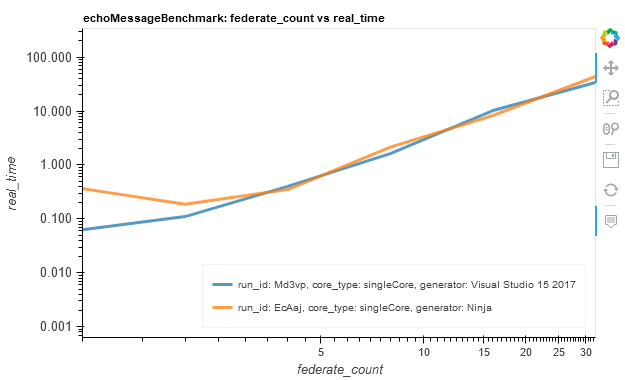 echoMessageBenchmark: federate_count vs real_time
100.000
10.000
1.000
0.100
0.010
0.001
real_time
run_id: Md3vp, core_type: singleCore, generator: Visual Studio 15 2017
run_id: EcAaj, core_type: singleCore, generator: Ninja
5 10 15 20 25 30
federate_count